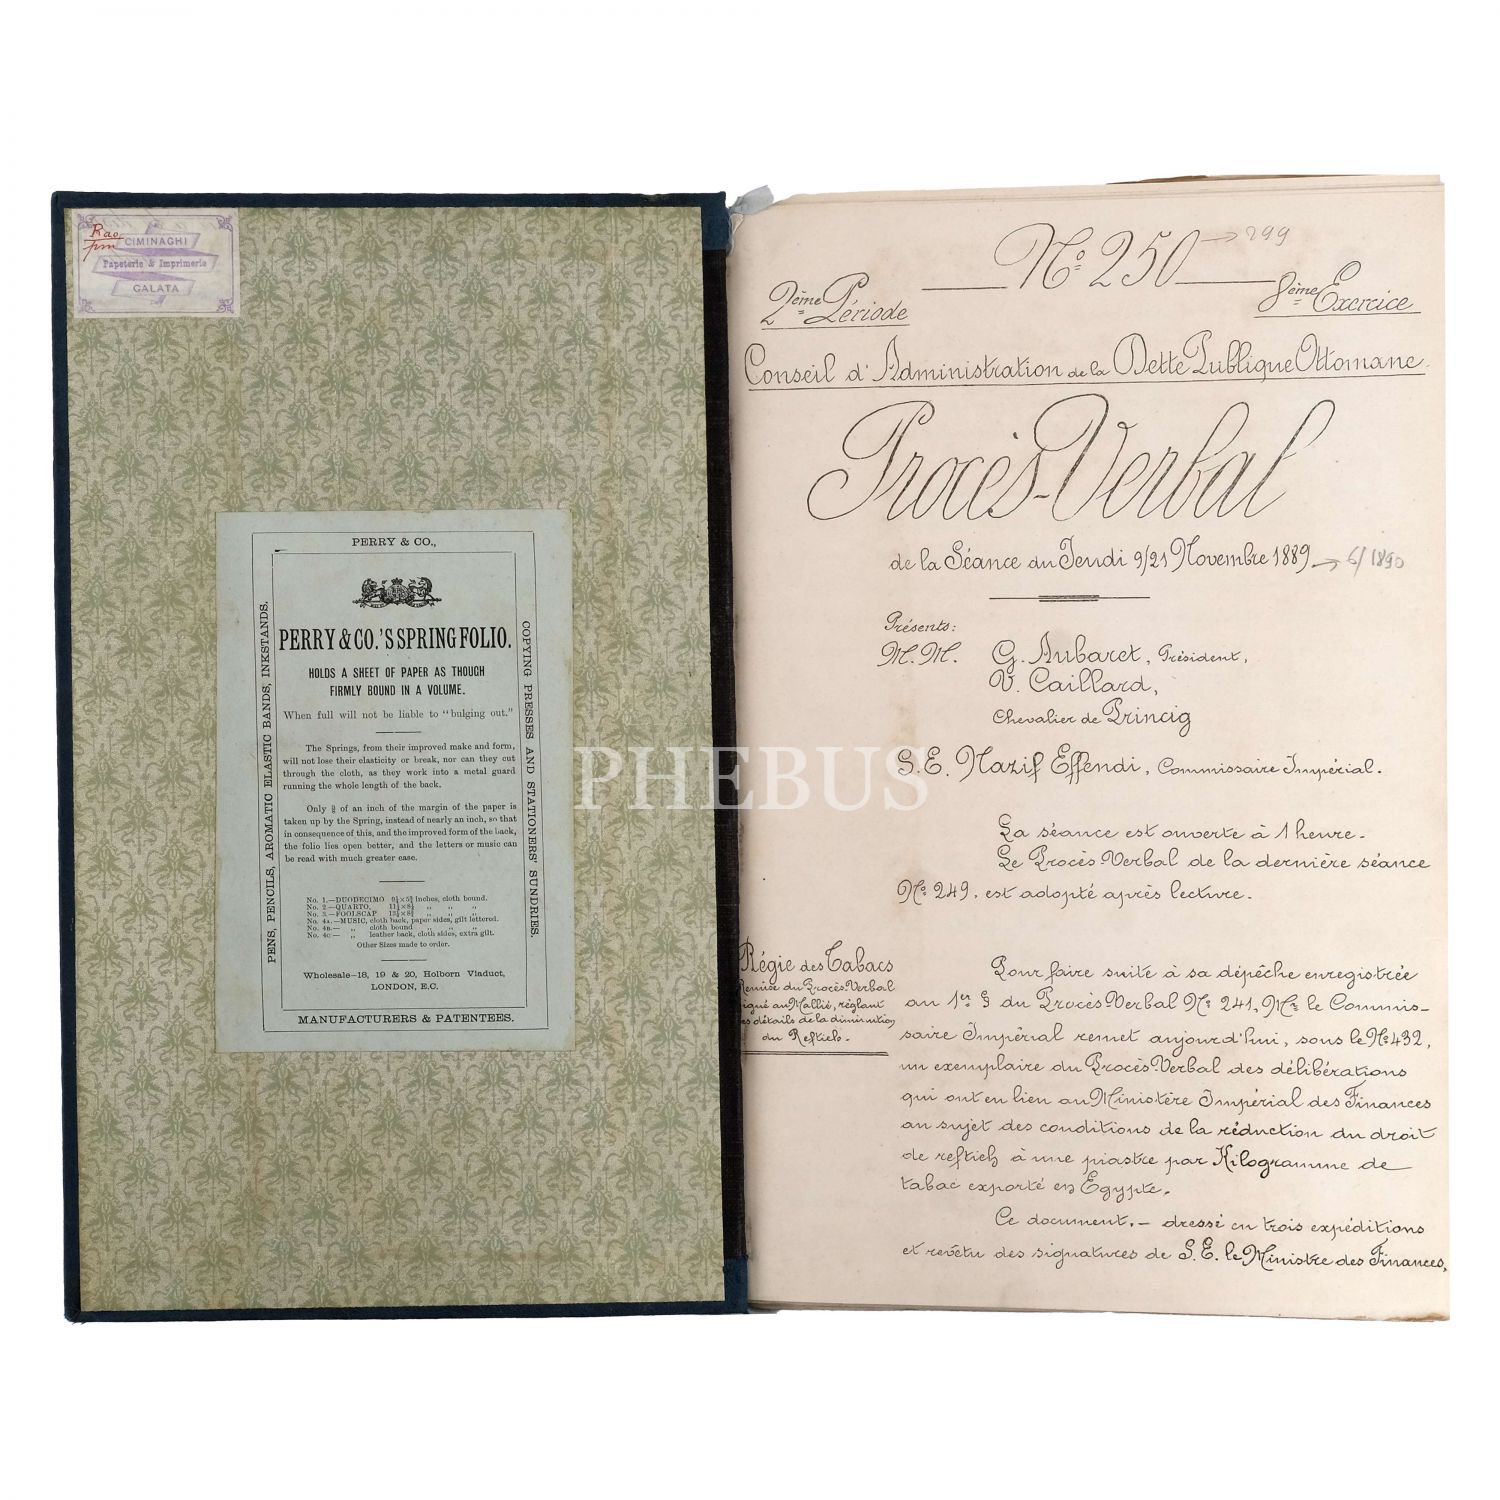 Rao
pm
CIMINAGHI
Papeterie & Imprimerie
GALATA
PERRY & CO.,
PENS, PENCILS, AROMATIC ELASTIC BANDS, INKSTANDS.
COPYING PRESSES AND STATIONERS' SUNDRIES.
PERRY & CO.'S SPRING FOLIO.
HOLDS A SHEET OF PAPER AS THOUGH
FIRMLY BOUND IN A VOLUME.
When full will not be liable to "bulging out."
The Springs, from their improved make and form,
will not lose their elasticity or break, nor can they cut
through the cloth, as they work into a metal guard
running the whole length of the back.
Only of an inch of the margin of the paper is
taken up by the Spring, instead of nearly an inch, so that
in consequence of this, and the improved form of the back,
the folio lies open better, and the letters or music can
be read with much greater ease.
No. 1.—DUODECIMO inches, cloth bound.
No. 2.—QUARTO, „ „ „
No. 3.—FOOLSCAP „ „ „
No. 4A.—MUSIC, cloth back, paper sides, gilt lettered.
No. 4B.— „ cloth bound „ „ „
No. 4C— „ leather back, cloth sides, extra gilt.
Other Sizes made to order.
Wholesale—18, 19 & 20, Holborn Viaduct,
LONDON, E.C.
MANUFACTURERS & PATENTEES.
Nº 250 → 299
2ème Période
8ème Exercice
Conseil d'Administration de la Dette Publique Ottomane.
Procès-Verbal
de la Séance du Jeudi 9/21 Novembre 1889 → 6/1890
Présents:
M.M. G. Aubaret, Président,
V. Caillard,
Chevalier de Princig
S.E. Nazif Effendi, Commissaire Impérial.
PHEBUS
La séance est ouverte à 1 heure.
Le Procès-Verbal de la dernière séance
Nº 249, est adopté après lecture.
Régie des Tabacs
Remise du Procès-Verbal
signé au Mallié, réglant
les détails de la diminution
du Reftieh.
Pour faire suite à sa dépêche enregistrée
au 1er § du Procès-Verbal Nº 241, Mr le Commis-
saire Impérial remet aujourd'hui, sous le Nº 432,
un exemplaire du Procès-Verbal des délibérations
qui ont eu lieu au Ministère Impérial des Finances
au sujet des conditions de la réduction du droit
de reftieh à une piastre par Kilogramme de
tabac exporté en Egypte.
Ce document, — dressé en trois expéditions
et revêtu des signatures de S.E. le Ministre des Finances,